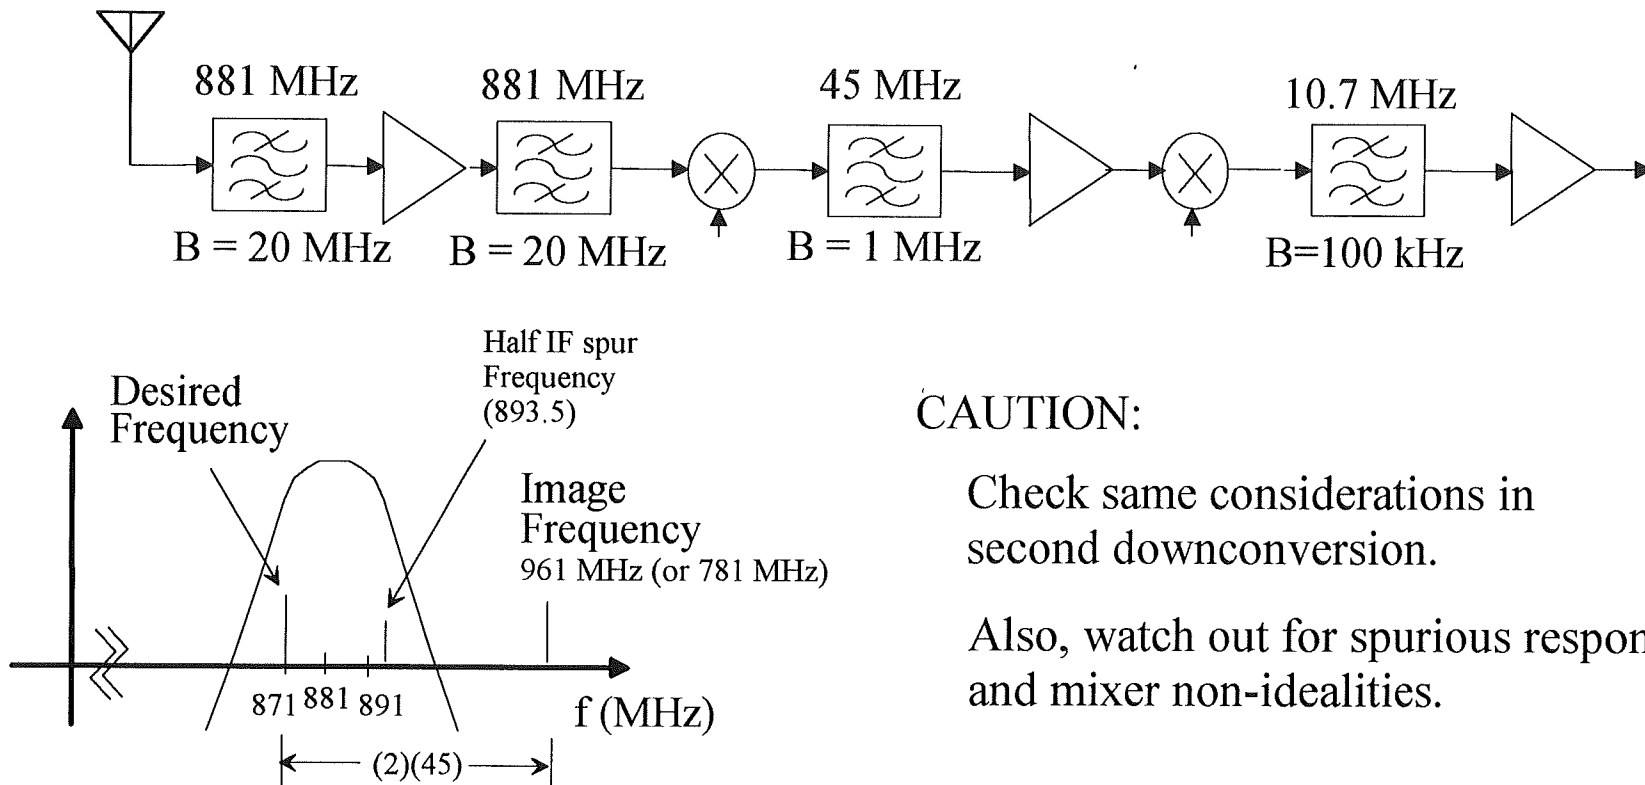 881 MHz
881 MHz
45 MHz
10.7 MHz
B = 20 MHz
B = 20 MHz
B = 1 MHz
B=100 kHz
Half IF spur
Frequency
(893.5)
Desired
Frequency
Image
Frequency
961 MHz (or 781 MHz)
871
881
891
f (MHz)
(2)(45)
CAUTION:
Check same considerations in
second downconversion.
Also, watch out for spurious respon
and mixer non-idealities.